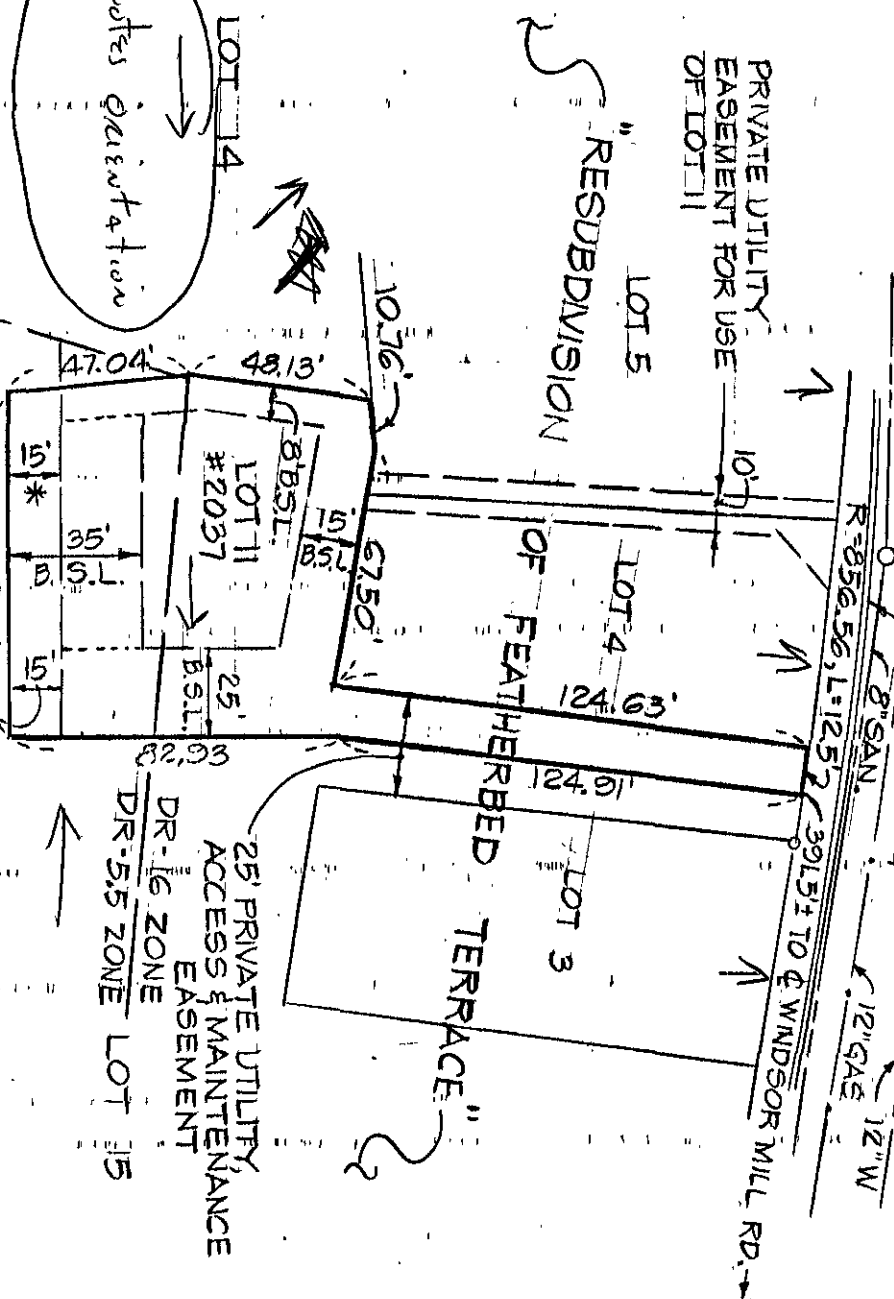 PRIVATE UTILITY
EASEMENT FOR USE
OF LOT 11
"RESUBDIVISION
OF FEATHERBED
TERRACE"
LOT 5
LOT 4
LOT 3
LOT 14
Orientation
10'
R=856.56, L=125'
391.5'± TO ₵ WINDSOR MILL RD.
8" SAN.
12" GAS
12" W
10.76'
47.04'
48.13'
8' B.S.L.
LOT 11
#2037
15'
B.S.L.
67.50'
124.63'
124.91'
15'
*
35'
B.S.L.
15'
25'
B.S.L.
82.93
25' PRIVATE UTILITY,
ACCESS & MAINTENANCE
EASEMENT
DR-16 ZONE
DR-5.5 ZONE LOT 15